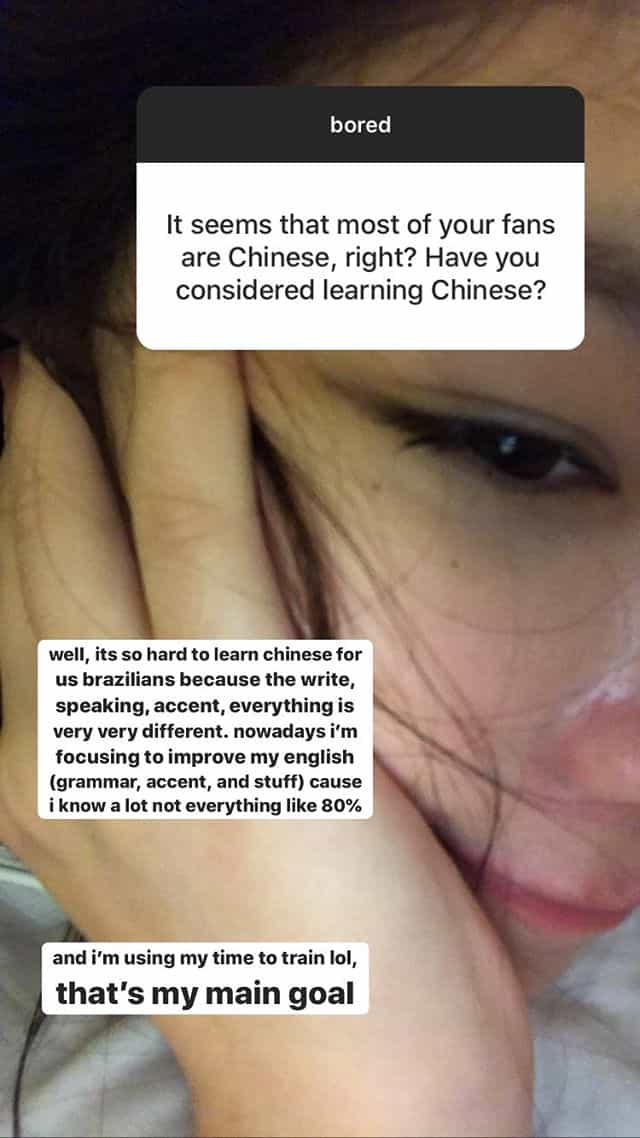 bored
It seems that most of your fans
are Chinese, right? Have you
considered learning Chinese?
well, its so hard to learn chinese for
us brazilians because the write,
speaking, accent, everything is
very very different. nowadays i’m
focusing to improve my english
(grammar, accent, and stuff) cause
i know a lot not everything like 80%
and i’m using my time to train lol,
that’s my main goal